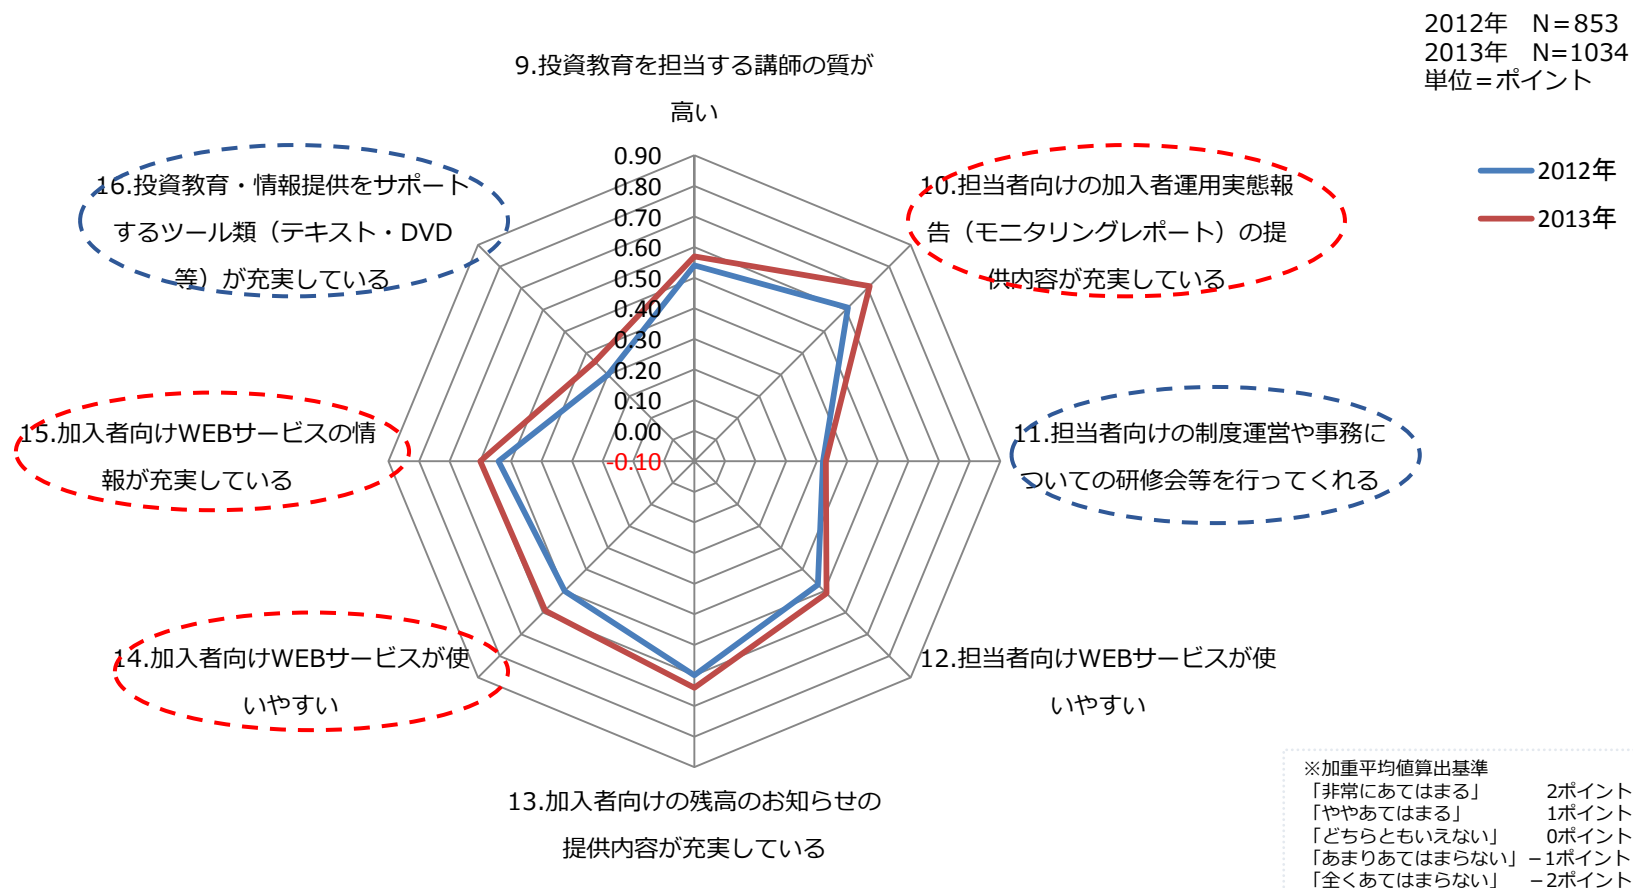 2012年　N＝853
2013年　N=1034
単位＝ポイント
9.投資教育を担当する講師の質が
高い
16.投資教育・情報提供をサポート
するツール類（テキスト・DVD
等）が充実している
10.担当者向けの加入者運用実態報
告（モニタリングレポート）の提
供内容が充実している
2012年
2013年
0.90
0.80
0.70
0.60
0.50
0.40
0.30
0.20
0.10
0.00
-0.10
15.加入者向けWEBサービスの情
報が充実している
11.担当者向けの制度運営や事務に
ついての研修会等を行ってくれる
14.加入者向けWEBサービスが使
いやすい
12.担当者向けWEBサービスが使
いやすい
13.加入者向けの残高のお知らせの
提供内容が充実している
※加重平均値算出基準
「非常にあてはまる」　2ポイント
「ややあてはまる」　1ポイント
「どちらともいえない」　0ポイント
「あまりあてはまらない」－1ポイント
「全くあてはまらない」　－2ポイント